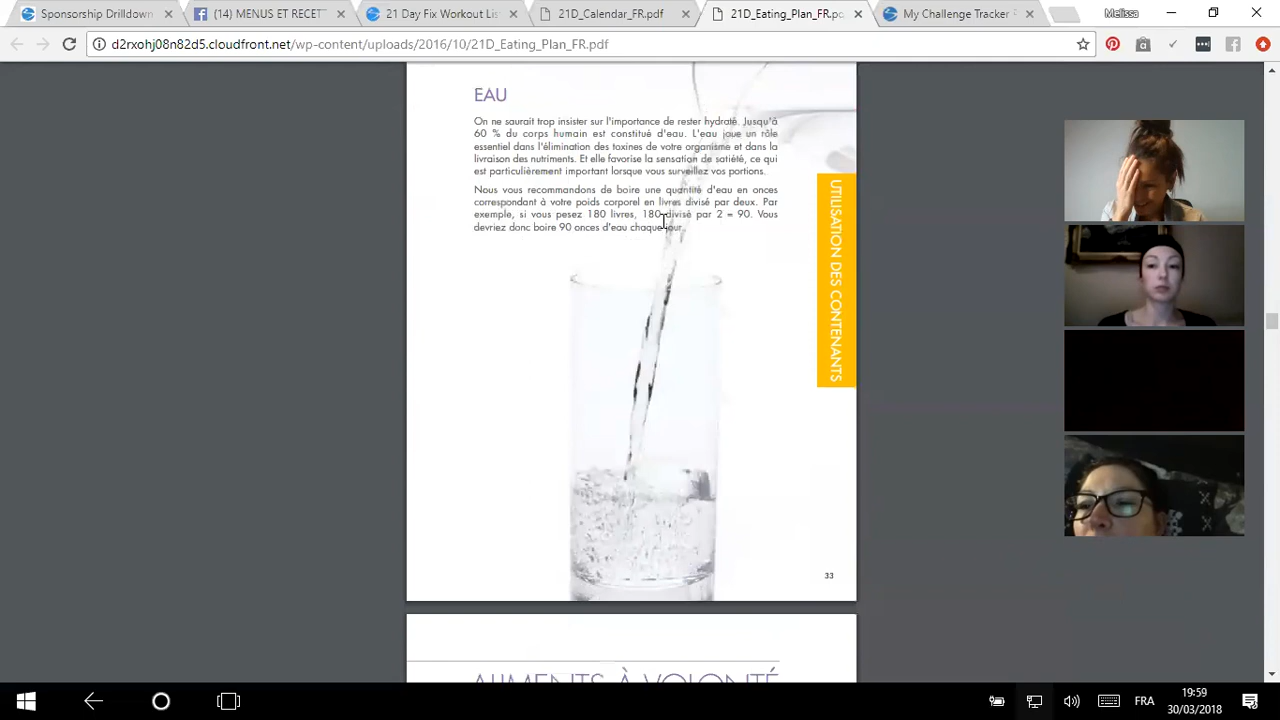 Sponsorship Drilldown
(14) MENUS ET RECETT
21 Day Fix Workout Lis
21D_Calendar_FR.pdf
21D_Eating_Plan_FR.pd
My Challenge Tracker
Melissa
d2rxohj08n82d5.cloudfront.net/wp-content/uploads/2016/10/21D_Eating_Plan_FR.pdf
EAU
On ne saurait trop insister sur l'importance de rester hydraté. Jusqu'à
60 % du corps humain est constitué d'eau. L'eau joue un rôle
essentiel dans l'élimination des toxines de votre organisme et dans la
livraison des nutriments. Et elle favorise la sensation de satiété, ce qui
est particulièrement important lorsque vous surveillez vos portions.
Nous vous recommandons de boire une quantité d'eau en onces
correspondant à votre poids corporel en livres divisé par deux. Par
exemple, si vous pesez 180 livres, 180 divisé par 2 = 90. Vous
devriez donc boire 90 onces d'eau chaque jour.
UTILISATION DES CONTENANTS
33
ALIMENTS À VOLONTÉ
FRA
19:59
30/03/2018